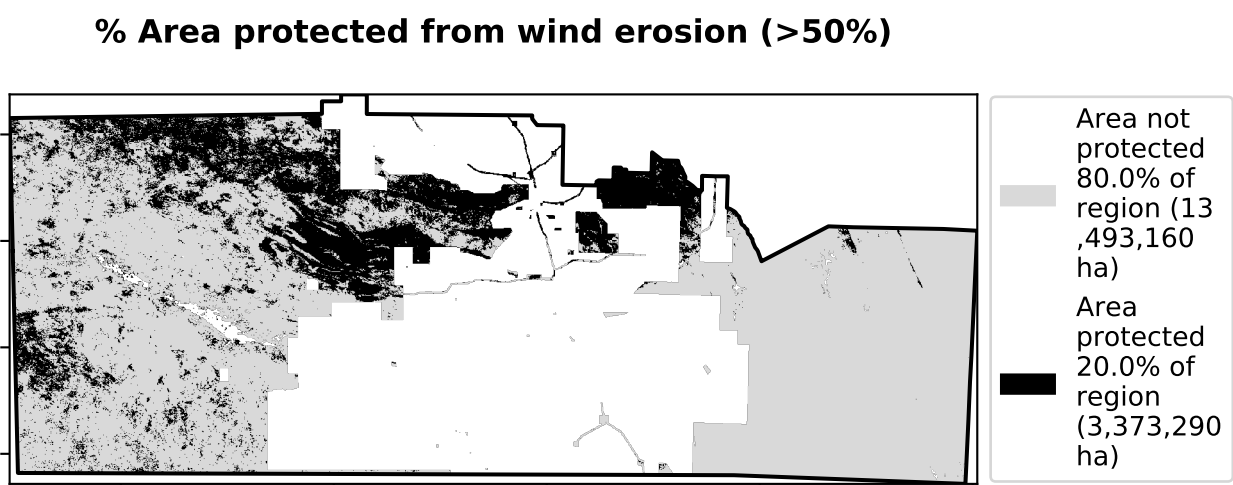 % Area protected from wind erosion (>50%)
Area not
protected
80.0% of
region (13
,493,160
ha)
Area
protected
20.0% of
region
(3,373,290
ha)